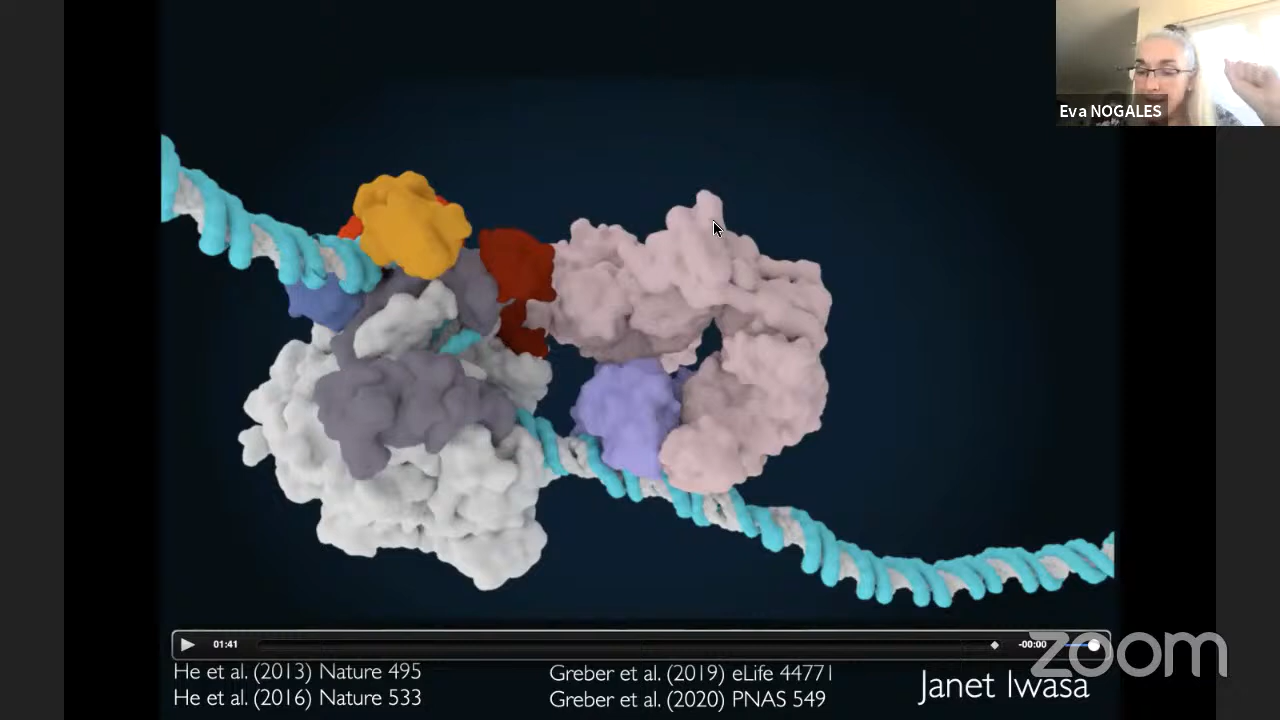 Eva NOGALES
01:41
-00:00
zoom
He et al. (2013) Nature 495
He et al. (2016) Nature 533
Greber et al. (2019) eLife 44771
Greber et al. (2020) PNAS 549
Janet Iwasa